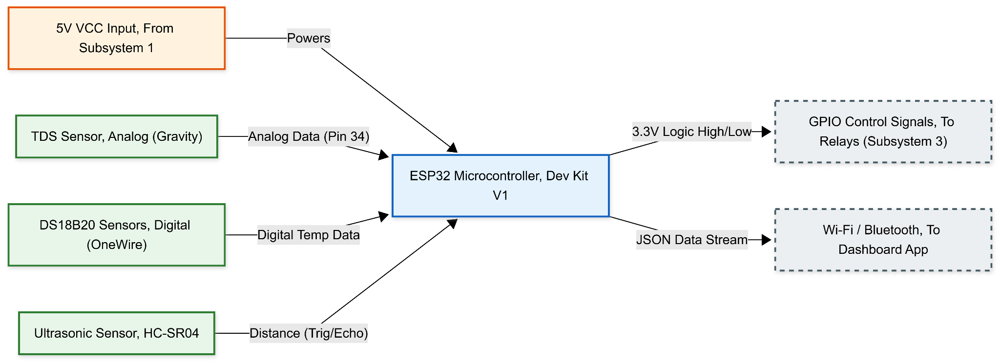 5V VCC Input, From
Subsystem 1
Powers
TDS Sensor, Analog (Gravity)
Analog Data (Pin 34)
DS18B20 Sensors, Digital
(OneWire)
Digital Temp Data
Ultrasonic Sensor, HC-SR04
Distance (Trig/Echo)
ESP32 Microcontroller, Dev Kit
V1
3.3V Logic High/Low
GPIO Control Signals, To
Relays (Subsystem 3)
JSON Data Stream
Wi-Fi / Bluetooth, To
Dashboard App